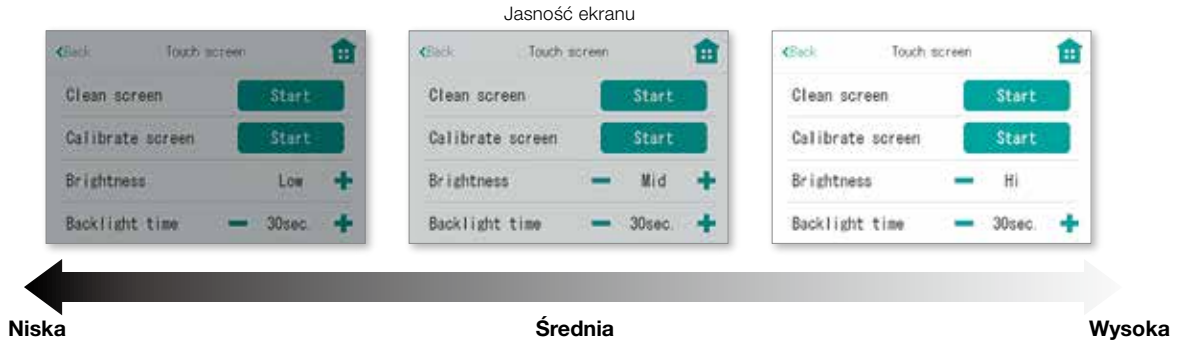 Jasność ekranu
Back Touch screen
Clean screen Start
Calibrate screen Start
Brightness Low +
Backlight time − 30sec. +
Back Touch screen
Clean screen Start
Calibrate screen Start
Brightness − Mid +
Backlight time − 30sec. +
Back Touch screen
Clean screen Start
Calibrate screen Start
Brightness − Hi
Backlight time − 30sec. +
Niska Średnia Wysoka